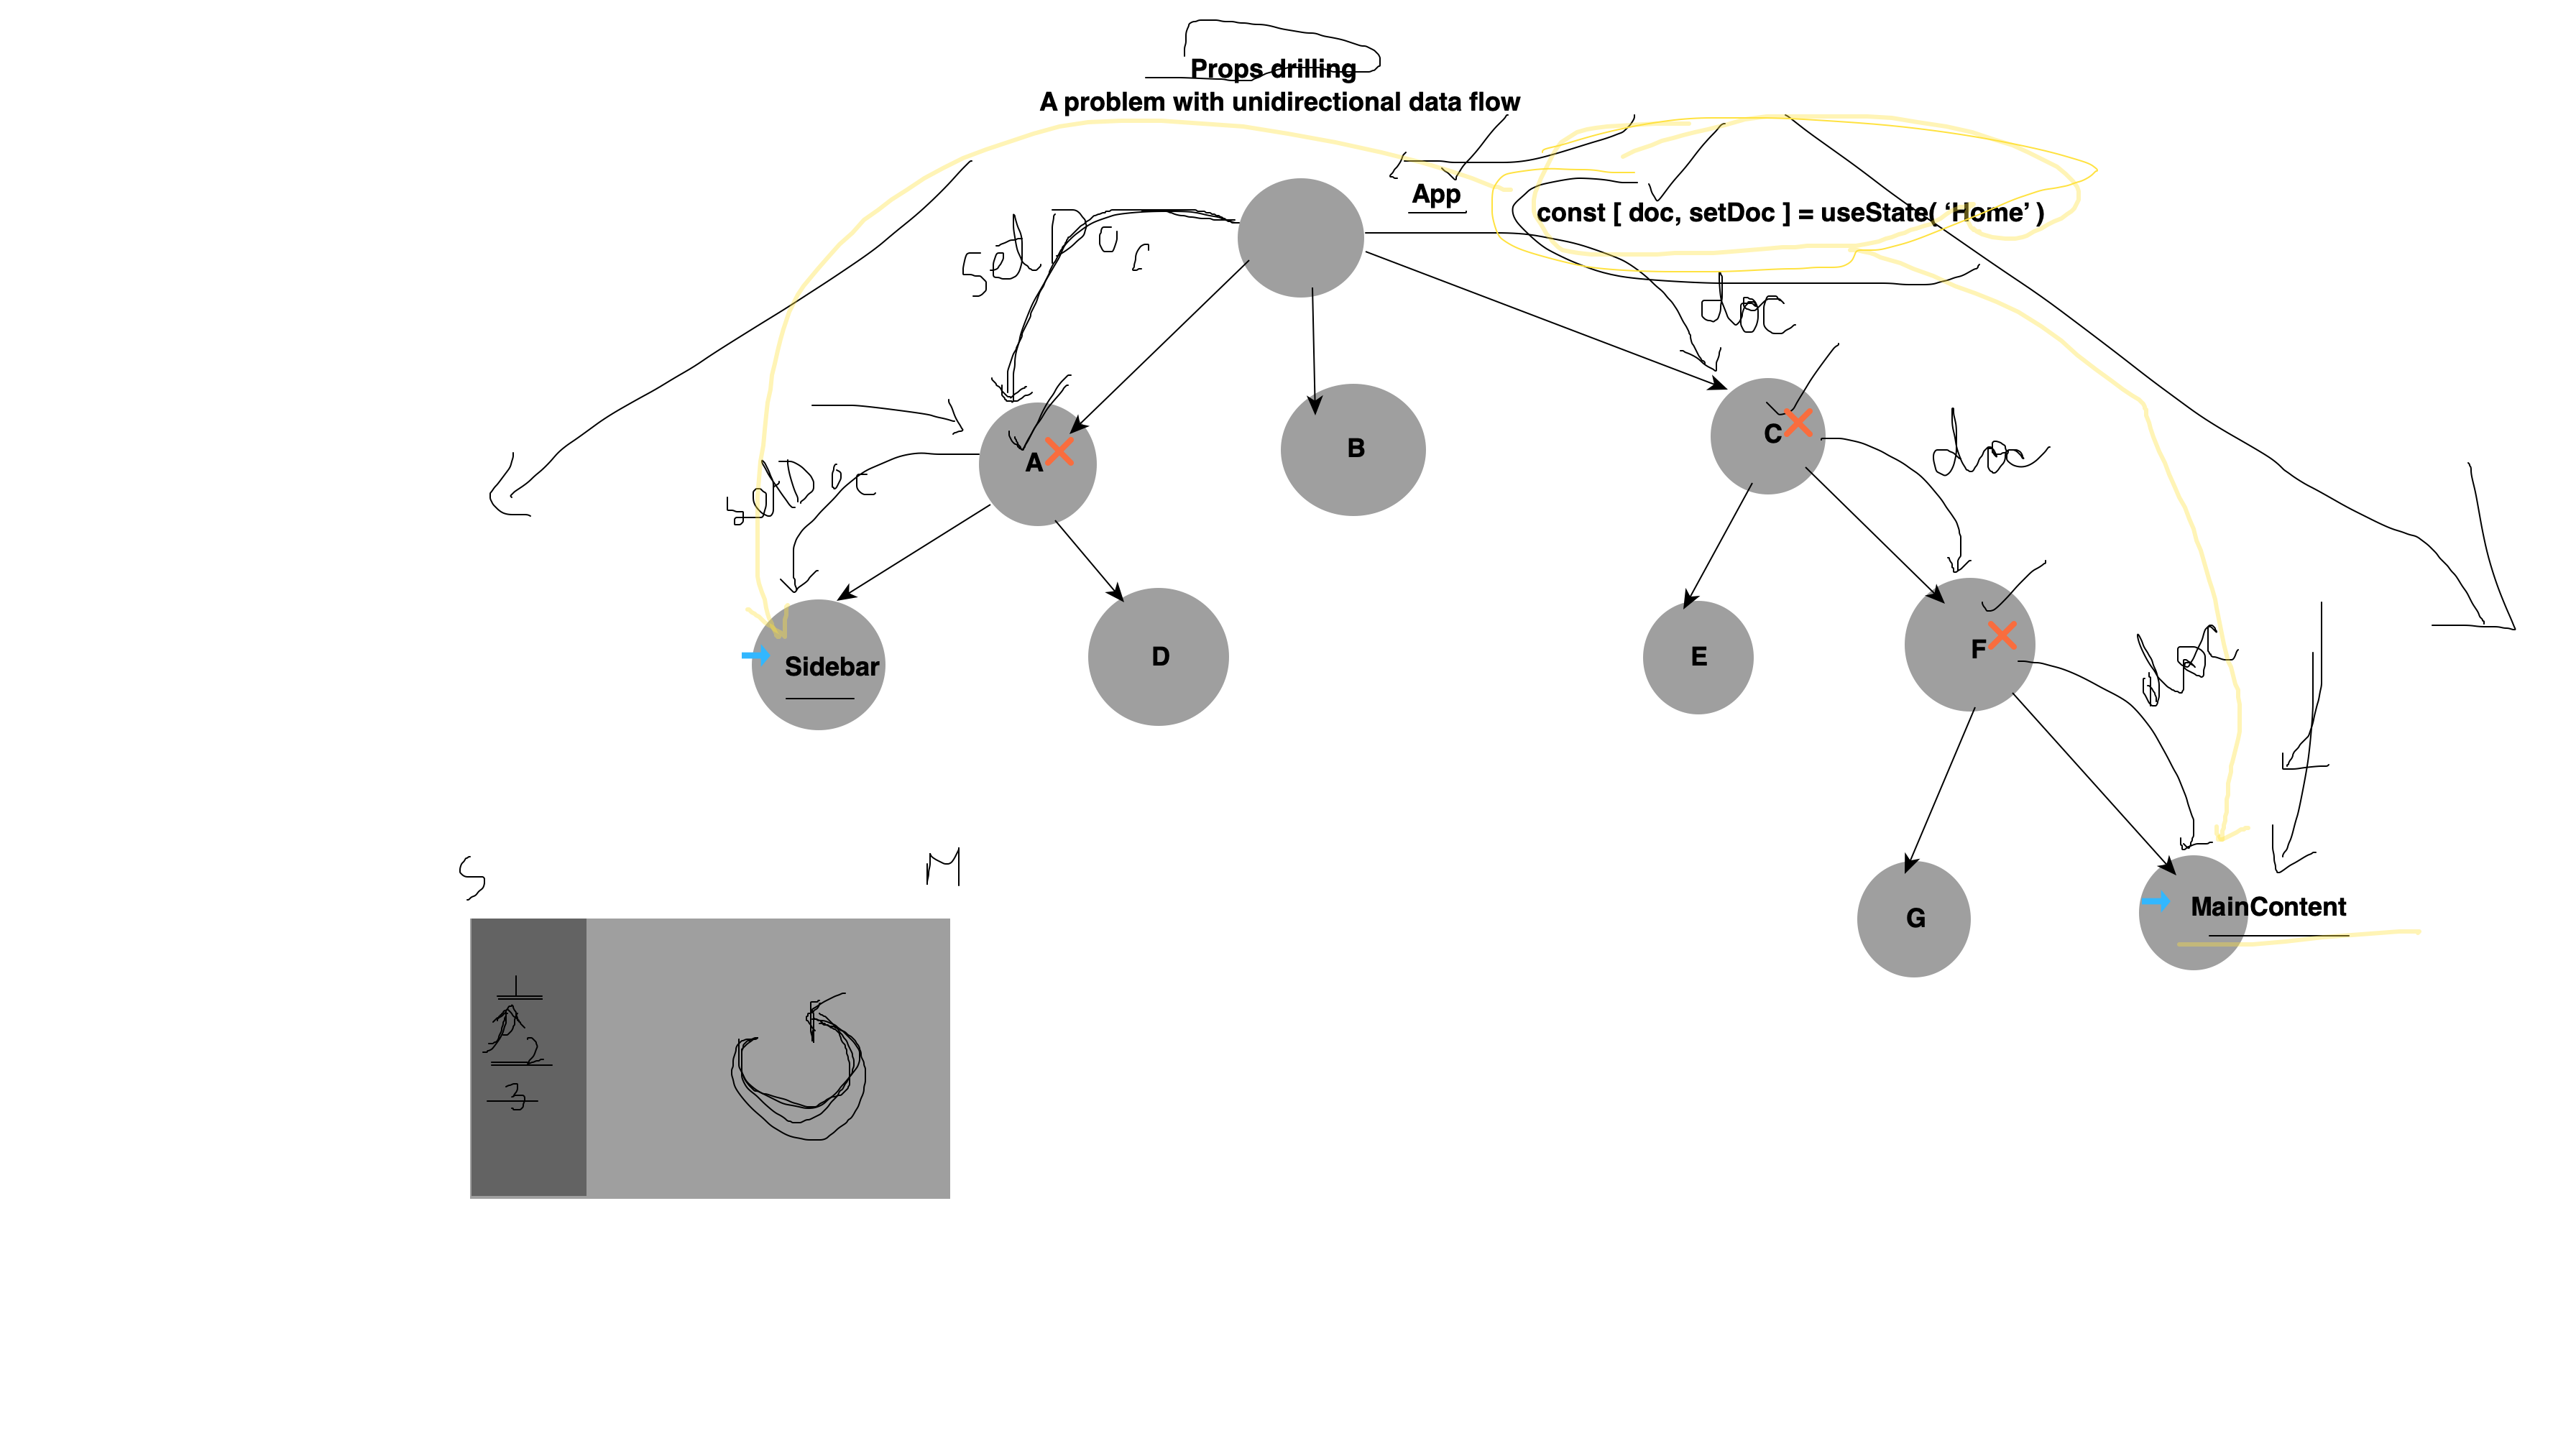 Props drilling
A problem with unidirectional data flow
App
const [ doc, setDoc ] = useState( ‘Home’ )
setDoc
doc
A
B
C
doc
setDoc
Sidebar
D
E
F
doc
G
MainContent
S
M
1
2
3